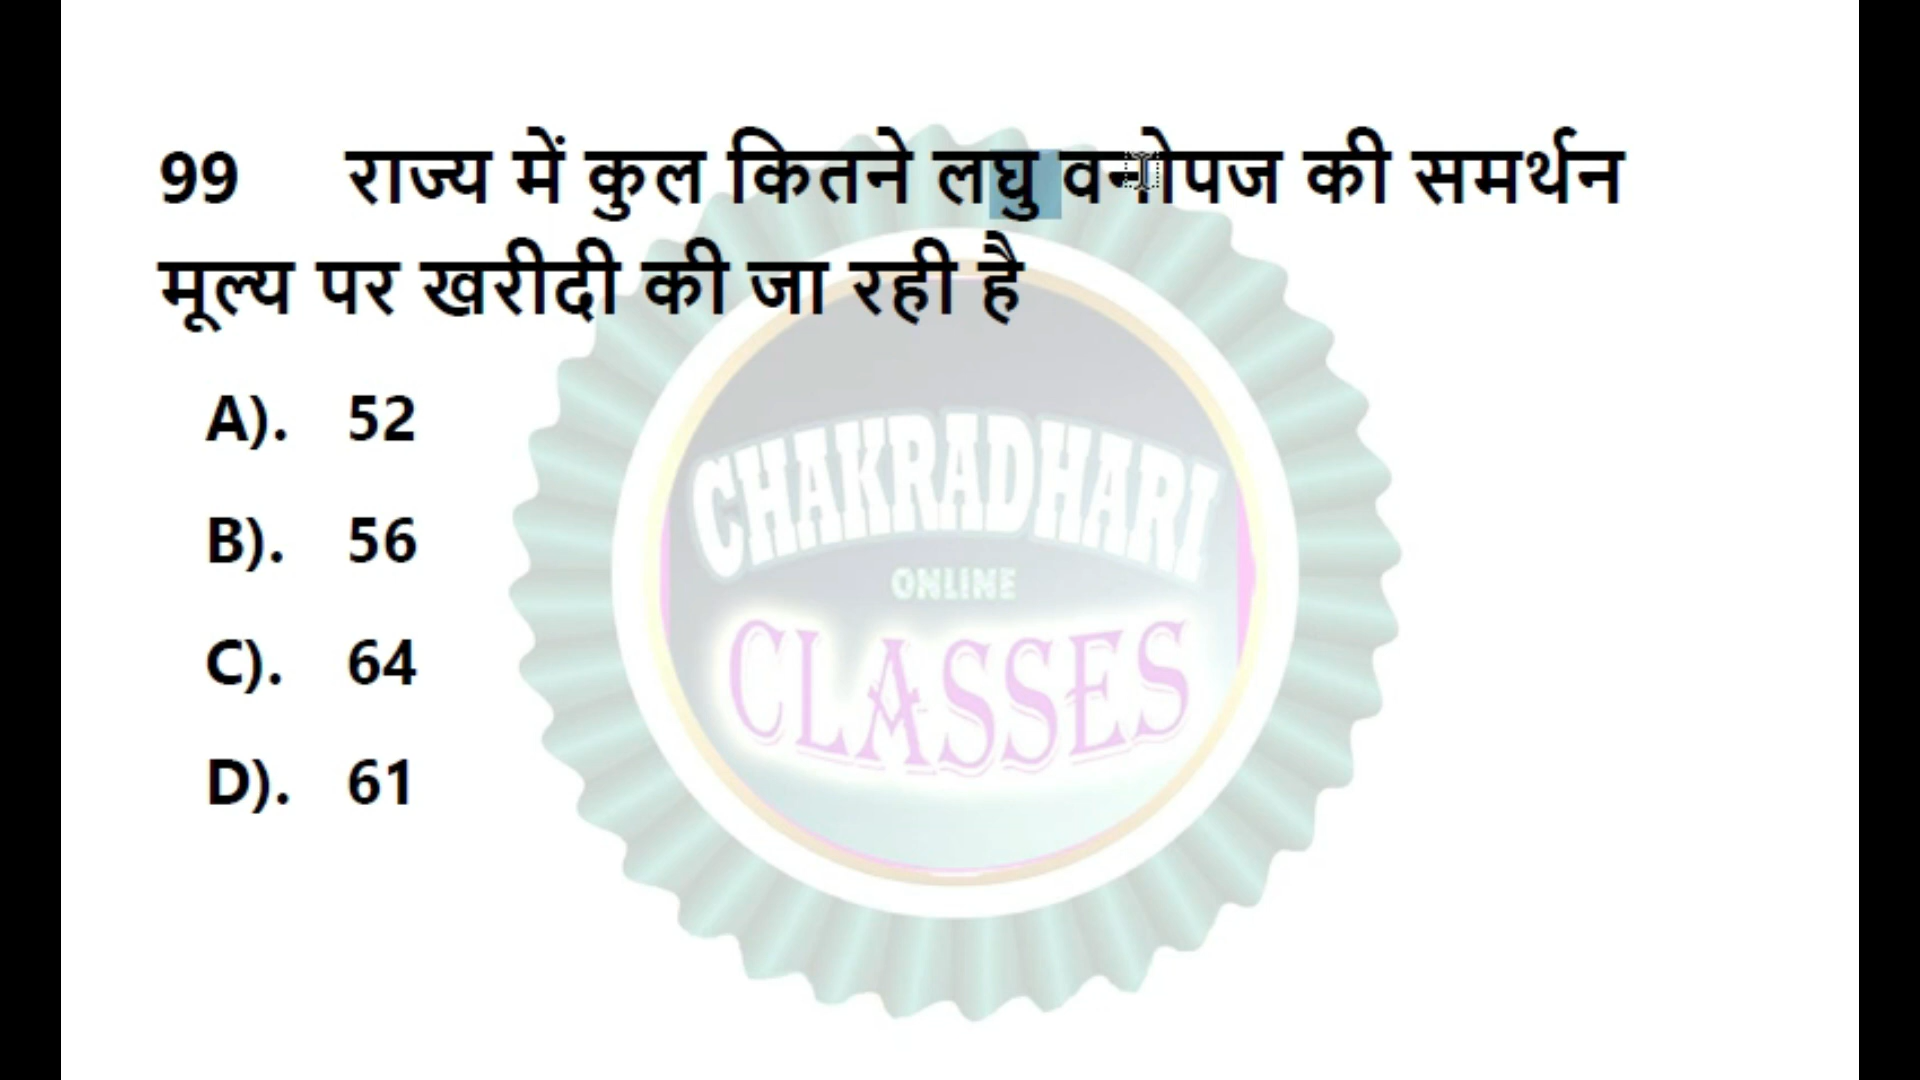 99 राज्य में कुल कितने लघु वनोपज की समर्थन
मूल्य पर खरीदी की जा रही है
A). 52
B). 56
C). 64
D). 61
CHAKRADHARI
ONLINE
CLASSES